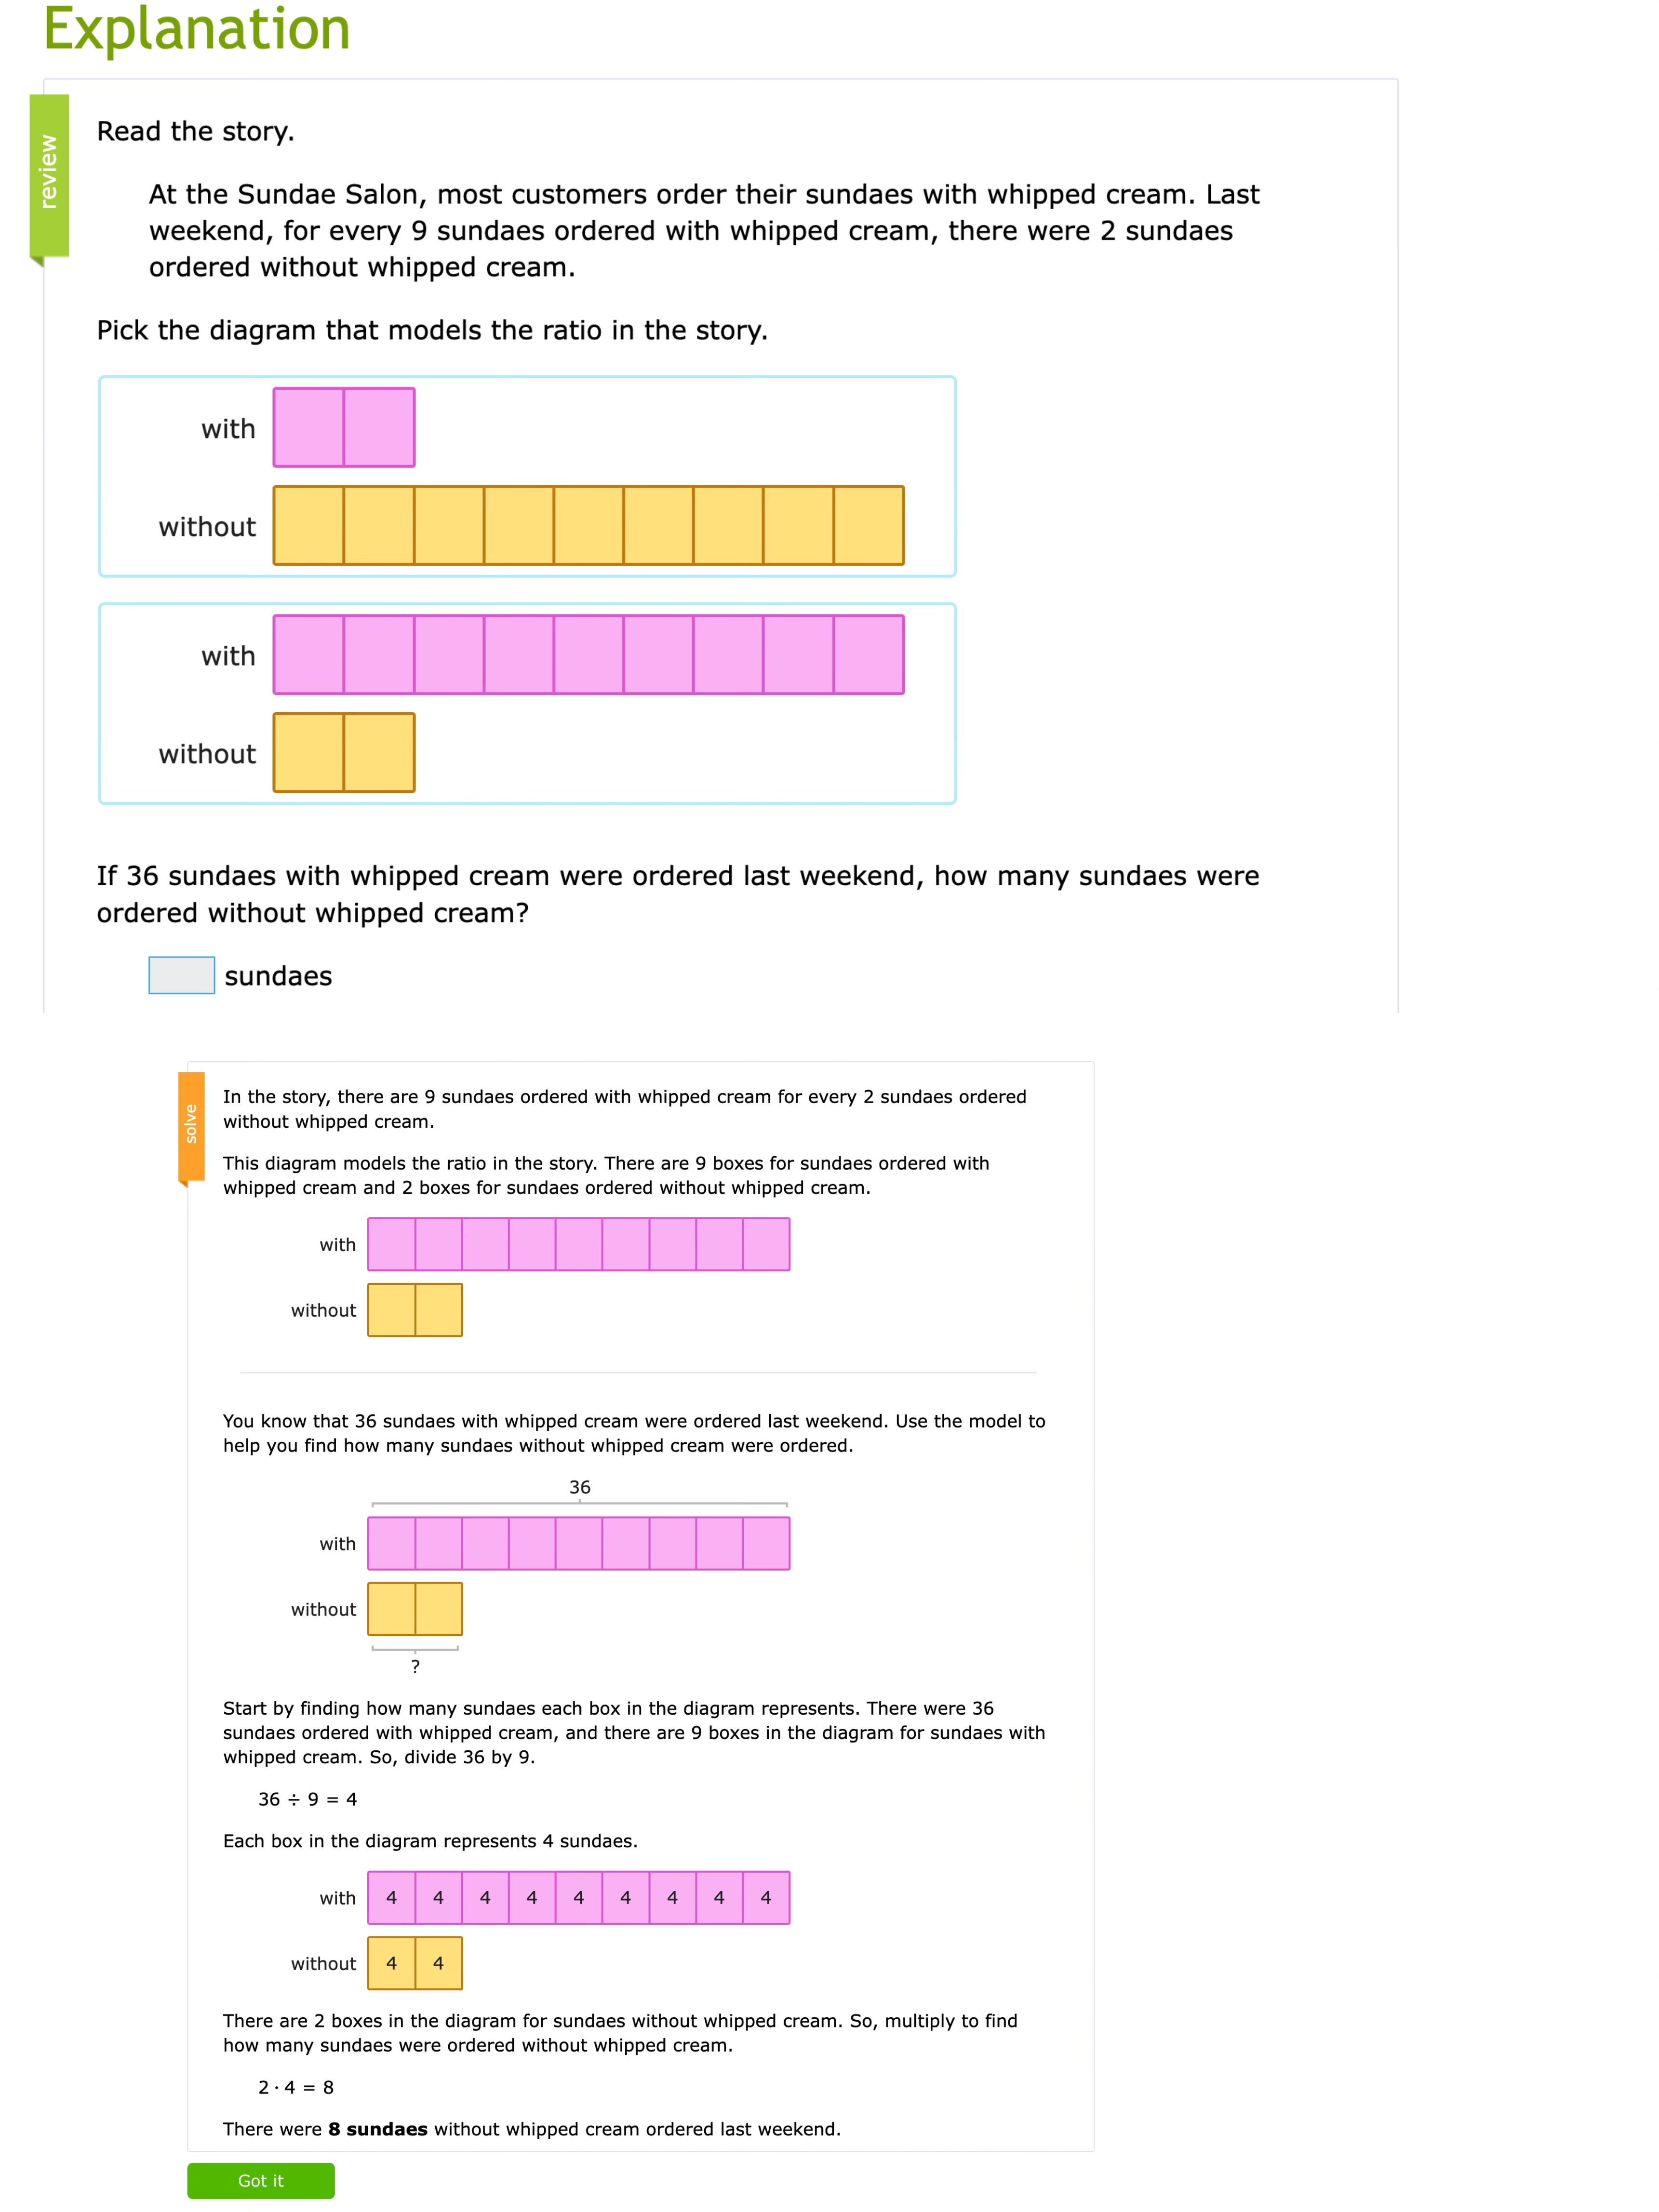 Explanation
review
Read the story.
At the Sundae Salon, most customers order their sundaes with whipped cream. Last
weekend, for every 9 sundaes ordered with whipped cream, there were 2 sundaes
ordered without whipped cream.
Pick the diagram that models the ratio in the story.
with
without
with
without
If 36 sundaes with whipped cream were ordered last weekend, how many sundaes were
ordered without whipped cream?
sundaes
solve
In the story, there are 9 sundaes ordered with whipped cream for every 2 sundaes ordered
without whipped cream.
This diagram models the ratio in the story. There are 9 boxes for sundaes ordered with
whipped cream and 2 boxes for sundaes ordered without whipped cream.
with
without
You know that 36 sundaes with whipped cream were ordered last weekend. Use the model to
help you find how many sundaes without whipped cream were ordered.
36
with
without
?
Start by finding how many sundaes each box in the diagram represents. There were 36
sundaes ordered with whipped cream, and there are 9 boxes in the diagram for sundaes with
whipped cream. So, divide 36 by 9.
36 ÷ 9 = 4
Each box in the diagram represents 4 sundaes.
with 4 4 4 4 4 4 4 4 4
without 4 4
There are 2 boxes in the diagram for sundaes without whipped cream. So, multiply to find
how many sundaes were ordered without whipped cream.
2 · 4 = 8
There were 8 sundaes without whipped cream ordered last weekend.
Got it